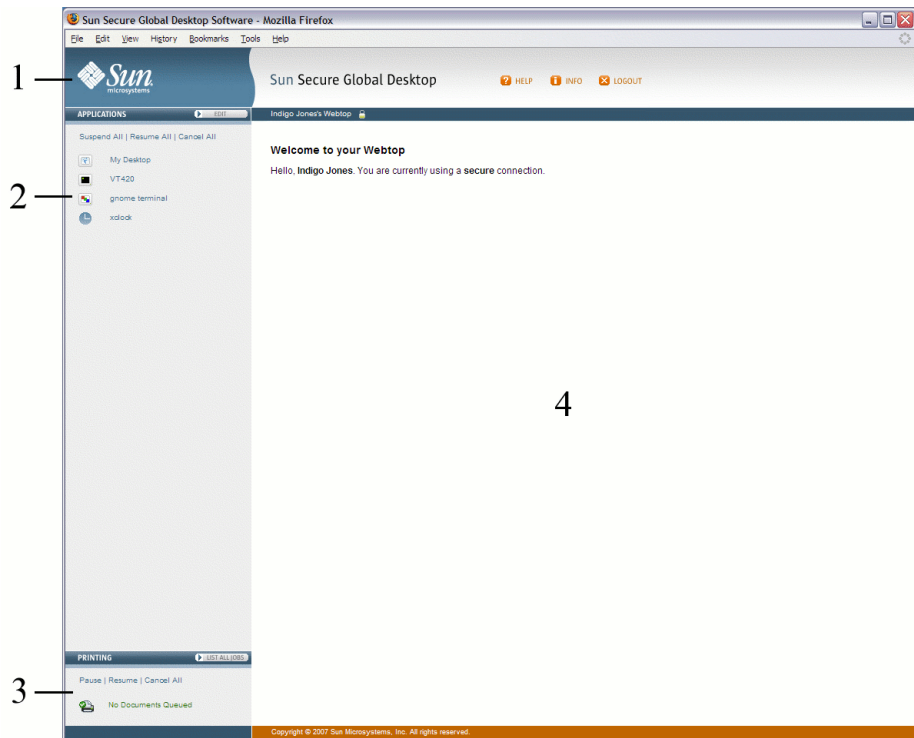 Sun Secure Global Desktop Software - Mozilla Firefox
File Edit View History Bookmarks Tools Help
1
Sun
microsystems
Sun Secure Global Desktop
? HELP i INFO LOGOUT
APPLICATIONS EDIT
Indigo Jones's Webtop
Suspend All | Resume All | Cancel All
My Desktop
VT420
2
gnome terminal
xclock
Welcome to your Webtop
Hello, Indigo Jones. You are currently using a secure connection.
4
PRINTING LIST ALL JOBS
Pause | Resume | Cancel All
3
No Documents Queued
Copyright © 2007 Sun Microsystems, Inc. All rights reserved.